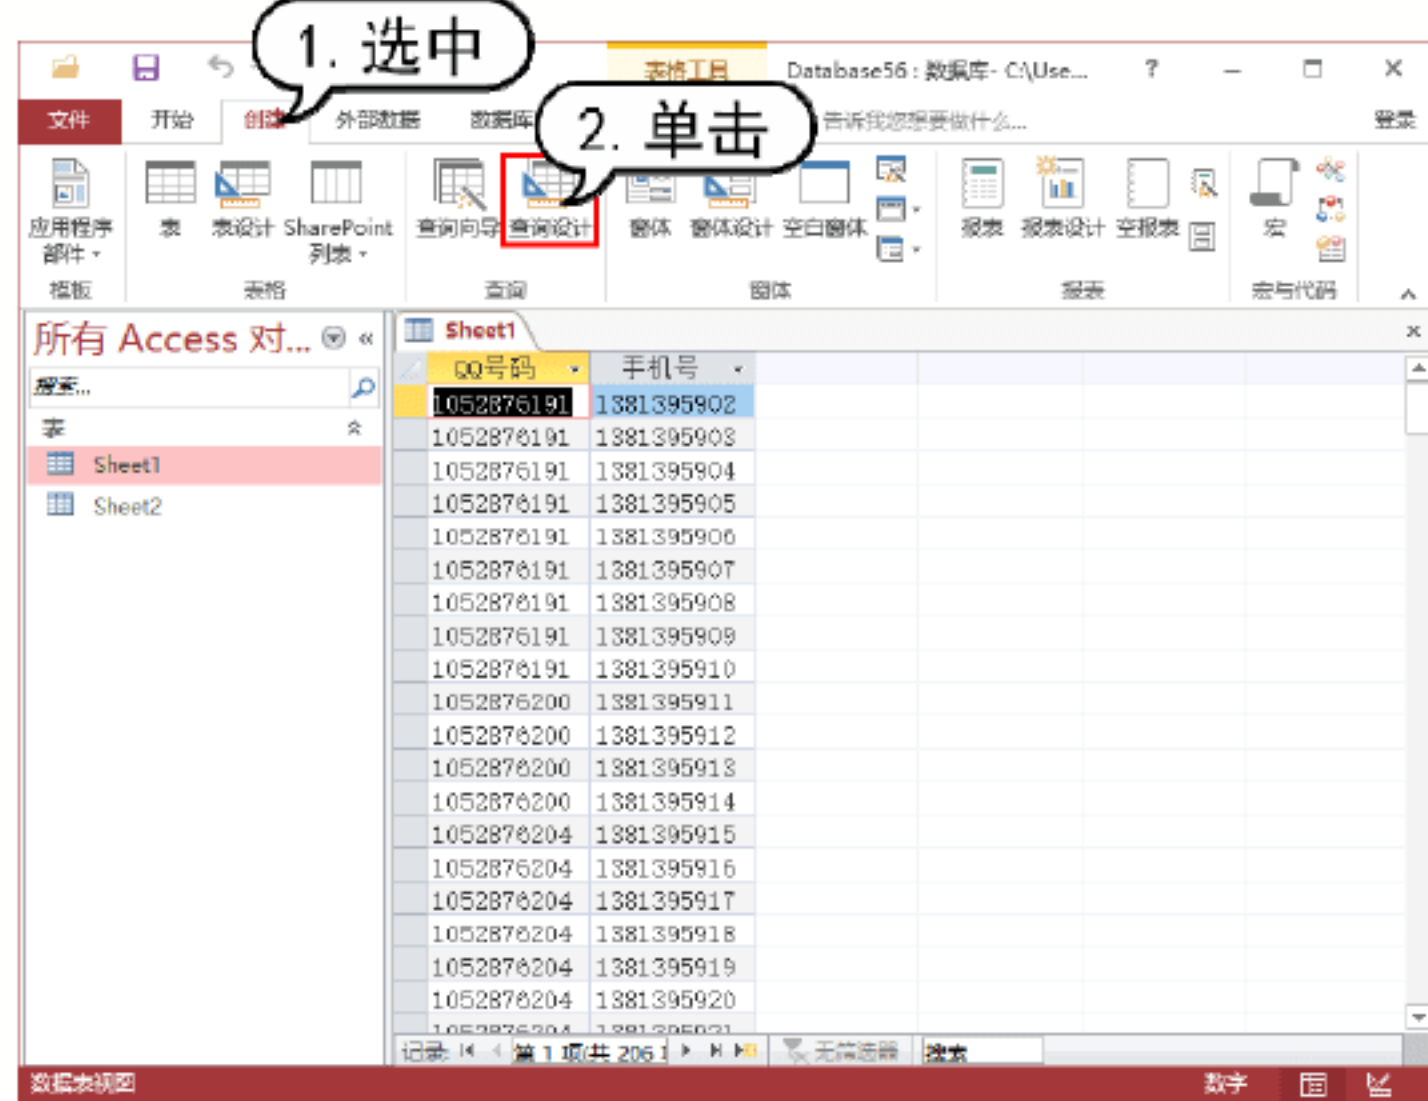 1. 选中
表格工具
Database56 : 数据库- C:\Use...
?
文件
开始
创建
外部数据
数据库
2. 单击
告诉我您想要做什么...
登录
应用程序
部件
表
表设计
SharePoint
列表
查询向导
查询设计
窗体
窗体设计
空白窗体
报表
报表设计
空报表
宏
模板
表格
查询
窗体
报表
宏与代码
所有 Access 对...
搜索...
表
Sheet1
Sheet2
Sheet1
QQ号码 手机号
1052876191 1381395902
1052876191 1381395903
1052876191 1381395904
1052876191 1381395905
1052876191 1381395906
1052876191 1381395907
1052876191 1381395908
1052876191 1381395909
1052876191 1381395910
1052876200 1381395911
1052876200 1381395912
1052876200 1381395913
1052876200 1381395914
1052876204 1381395915
1052876204 1381395916
1052876204 1381395917
1052876204 1381395918
1052876204 1381395919
1052876204 1381395920
1052876204 1381395921
记录: 第 1 项(共 206 无筛选器 搜索
数据表视图
数字